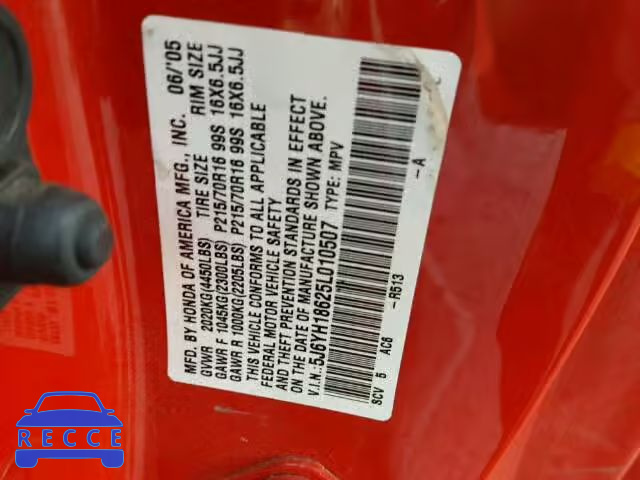 MFD. BY HONDA OF AMERICA MFG., INC. 06/'05
GVWR 2020KG(4450LBS) TIRE SIZE RIM SIZE
GAWR F 1045KG(2300LBS) P215/70R16 99S 16X6.5JJ
GAWR R 1000KG(2205LBS) P215/70R16 99S 16X6.5JJ
THIS VEHICLE CONFORMS TO ALL APPLICABLE
FEDERAL MOTOR VEHICLE SAFETY
AND THEFT PREVENTION STANDARDS IN EFFECT
ON THE DATE OF MANUFACTURE SHOWN ABOVE.
V.I.N.:5J6YH18625L010507 TYPE: MPV
SCV 5 AC6 -R513 -A
RECCE